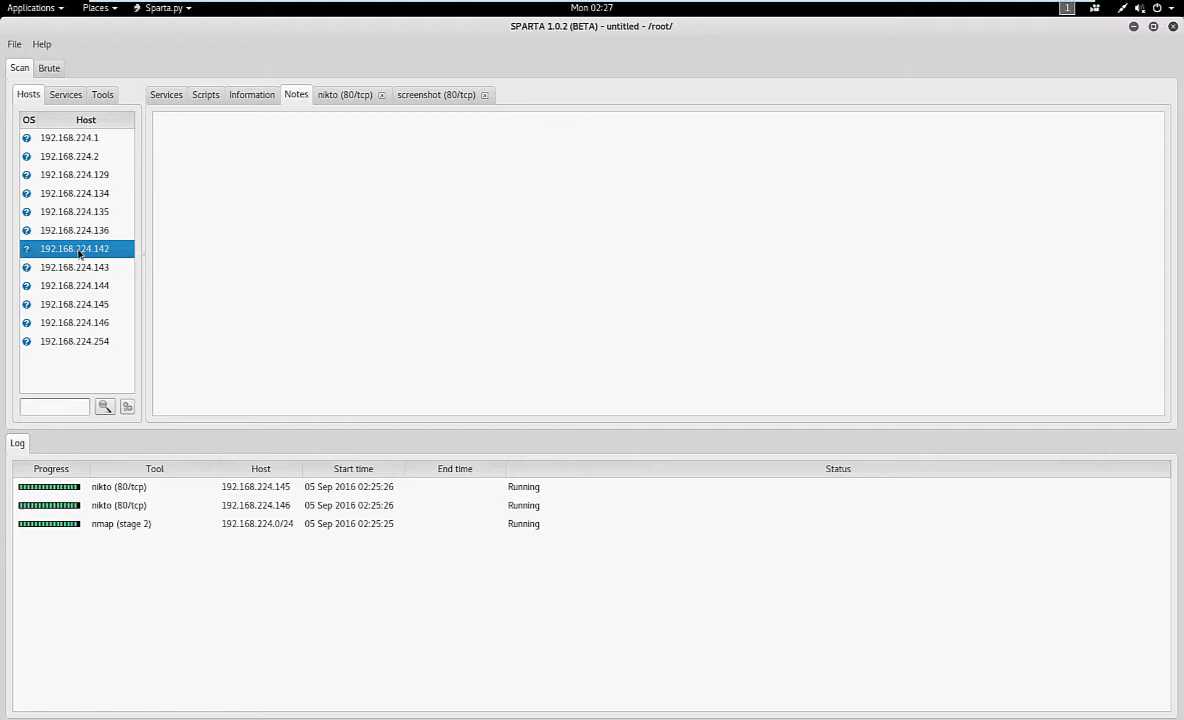 Applications Places Sparta.py Mon 02:27 1
SPARTA 1.0.2 (BETA) - untitled - /root/
File Help
Scan Brute
Hosts Services Tools Services Scripts Information Notes nikto (80/tcp) screenshot (80/tcp)
OS Host
? 192.168.224.1
? 192.168.224.2
? 192.168.224.129
? 192.168.224.134
? 192.168.224.135
? 192.168.224.136
? 192.168.224.142
? 192.168.224.143
? 192.168.224.144
? 192.168.224.145
? 192.168.224.146
? 192.168.224.254
Log
Progress Tool Host Start time End time Status
nikto (80/tcp) 192.168.224.145 05 Sep 2016 02:25:26 Running
nikto (80/tcp) 192.168.224.146 05 Sep 2016 02:25:26 Running
nmap (stage 2) 192.168.224.0/24 05 Sep 2016 02:25:25 Running